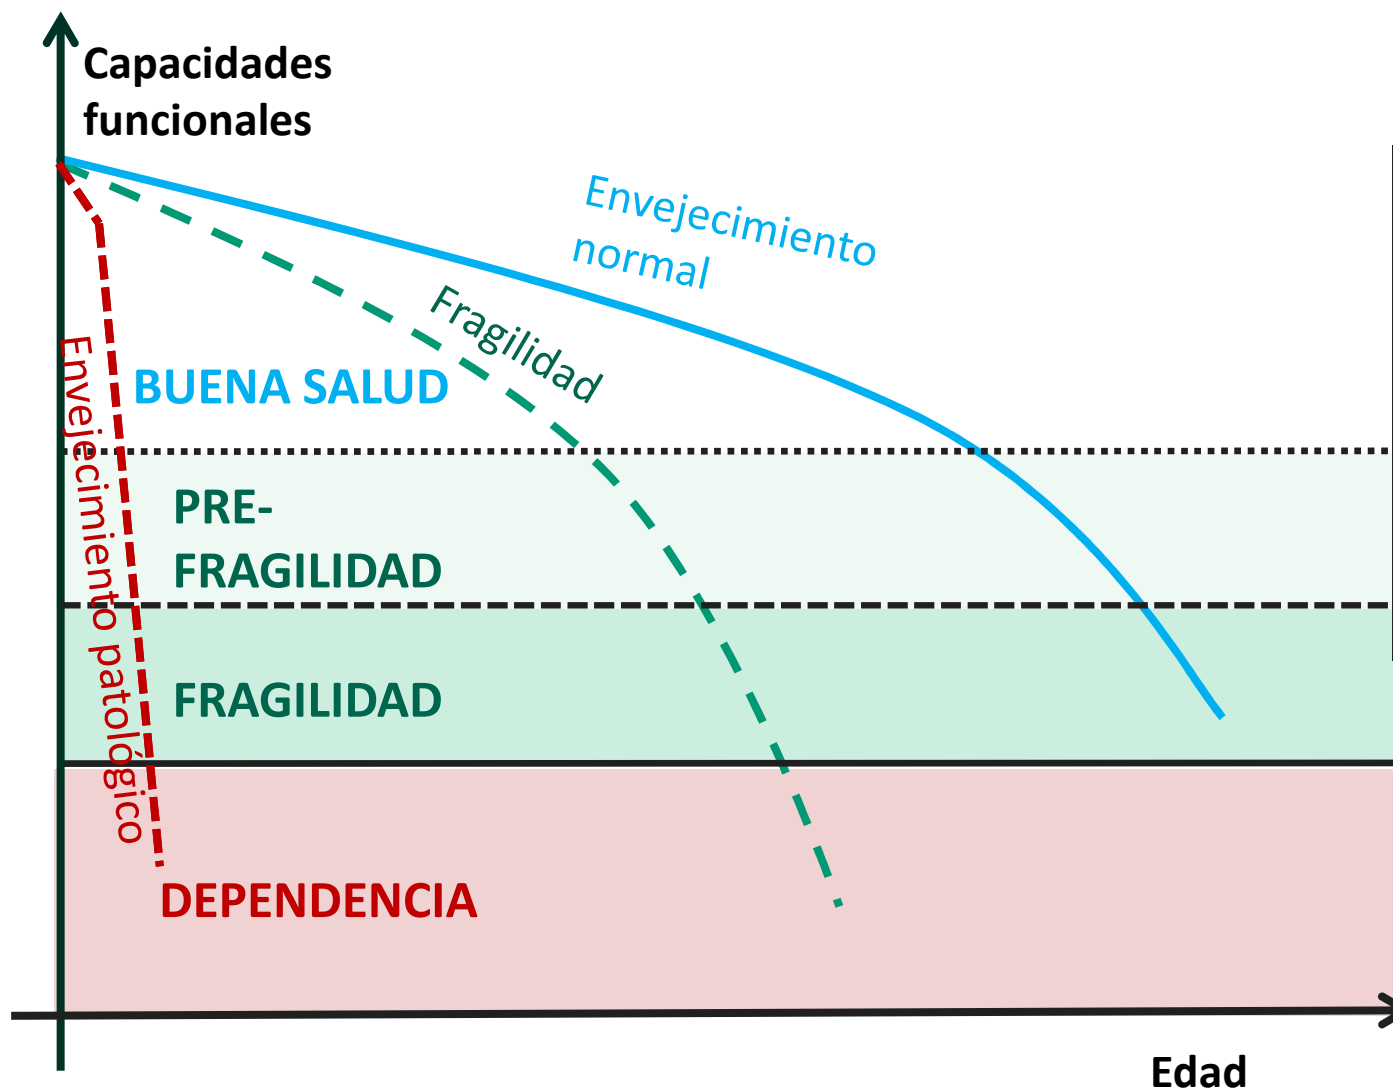 Capacidades
funcionales
Envejecimiento
normal
Fragilidad
BUENA SALUD
Envejecimiento patológico
PRE-
FRAGILIDAD
FRAGILIDAD
DEPENDENCIA
Edad